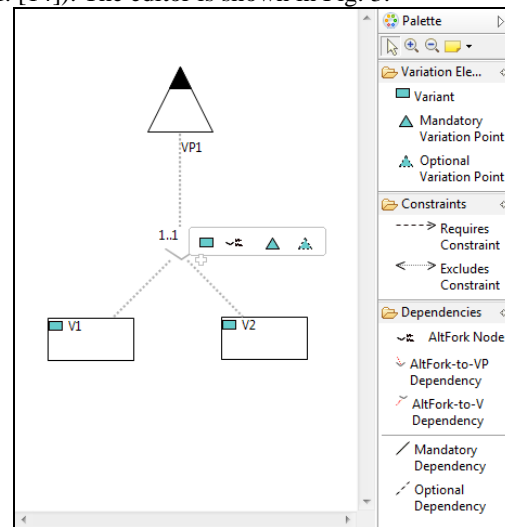 [14]). The editor is shown in Fig. 3.
VP1
1..1
V1
V2
Palette
Variation Ele...
Variant
Mandatory
Variation Point
Optional
Variation Point
Constraints
Requires
Constraint
Excludes
Constraint
Dependencies
AltFork Node
AltFork-to-VP
Dependency
AltFork-to-V
Dependency
Mandatory
Dependency
Optional
Dependency